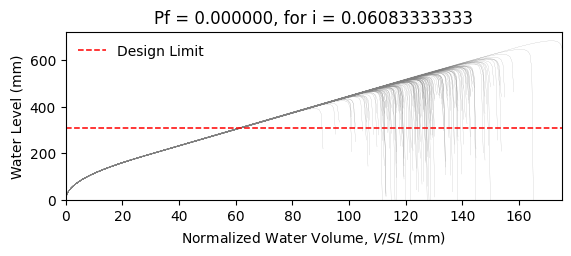 Pf = 0.000000, for i = 0.06083333333
Design Limit
Water Level (mm)
600
400
200
0
0 20 40 60 80 100 120 140 160
Normalized Water Volume, V/SL (mm)